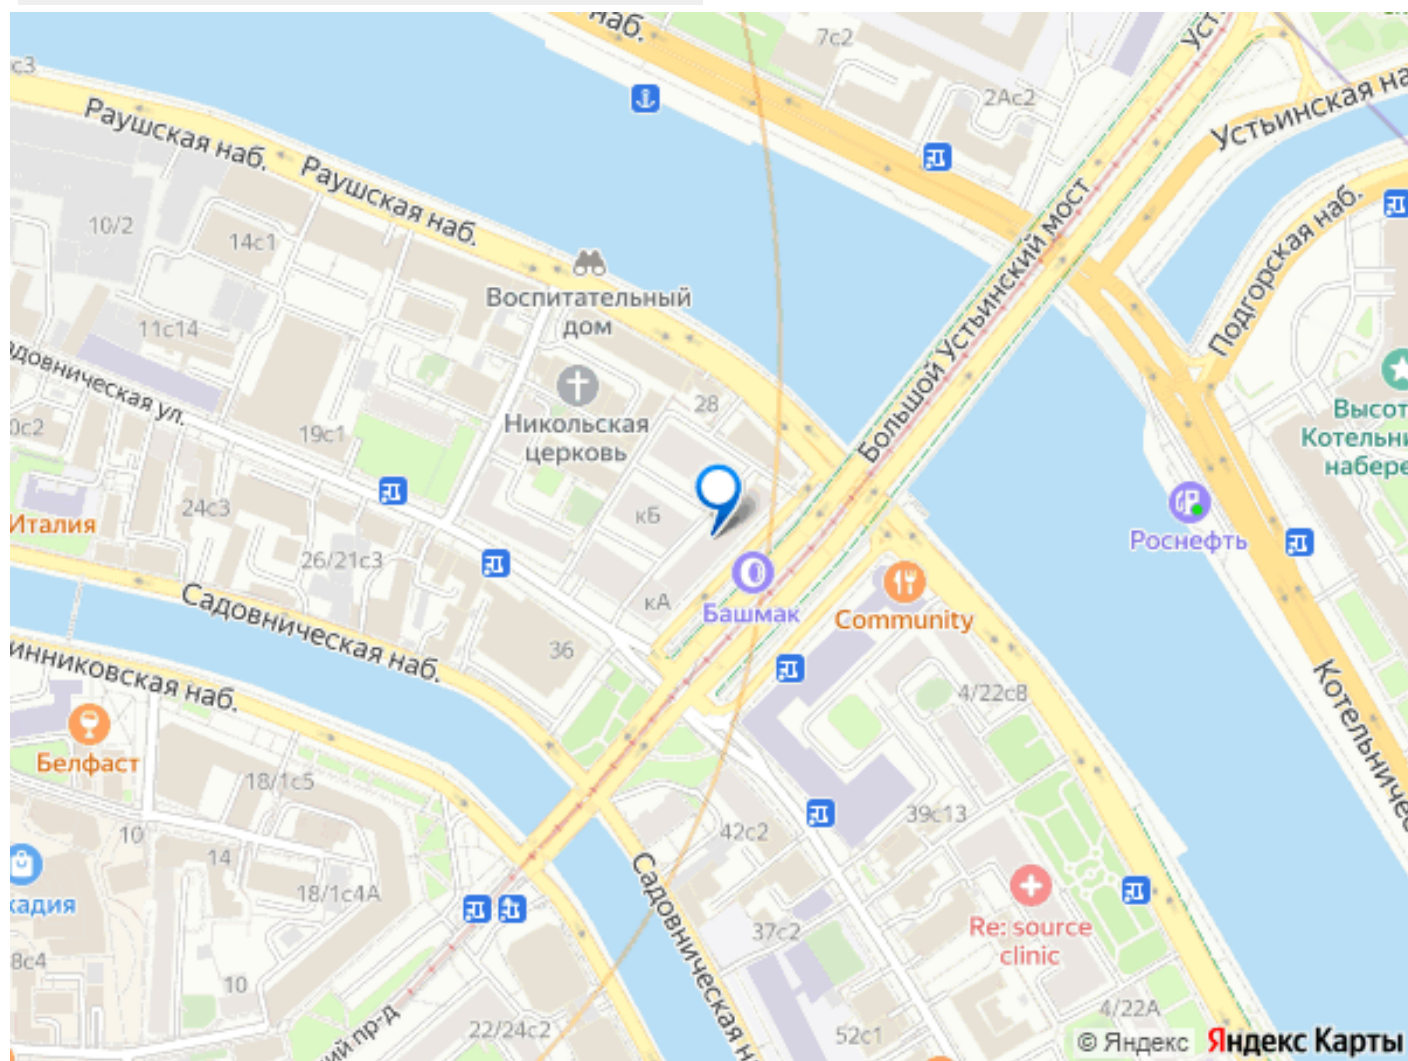 наб.
7с2
Уст
с3
2Ас2
Устьинская на
Раушская наб.
Раушская наб.
10/2
14с1
Воспитательный
дом
Большой Устьинский мост
Подгорская наб.
11с14
адовническая ул.
28
Никольская
церковь
Высот
Котельни
набере
0с2
19с1
24с3
Италия
кБ
Роснефть
26/21с3
кА
Башмак
Community
Садовническая наб.
36
инниковская наб.
4/22с8
Котельничес
Белфаст
18/1с5
10
14
42с2
39с13
кадия
18/1с4А
Садовническая н
37с2
Re: source
clinic
8с4
10
22/24с2
ий пр-д
52с1
4/22А
© Яндекс Яндекс Карты